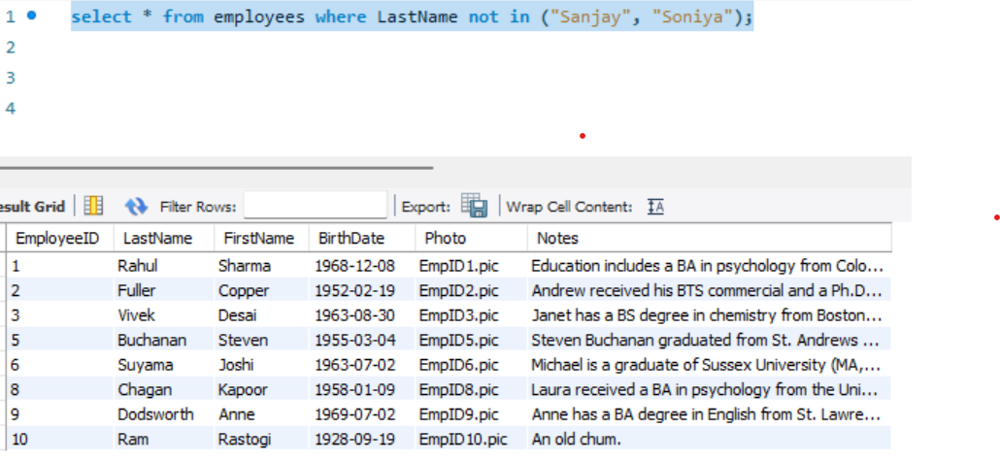 1 select * from employees where LastName not in ("Sanjay", "Soniya");
2
3
4
esult Grid Filter Rows: Export: Wrap Cell Content: IA
EmployeeID LastName FirstName BirthDate Photo Notes
1 Rahul Sharma 1968-12-08 EmpID1.pic Education includes a BA in psychology from Colo...
2 Fuller Copper 1952-02-19 EmpID2.pic Andrew received his BTS commercial and a Ph.D...
3 Vivek Desai 1963-08-30 EmpID3.pic Janet has a BS degree in chemistry from Boston...
5 Buchanan Steven 1955-03-04 EmpID5.pic Steven Buchanan graduated from St. Andrews ...
6 Suyama Joshi 1963-07-02 EmpID6.pic Michael is a graduate of Sussex University (MA,...
8 Chagan Kapoor 1958-01-09 EmpID8.pic Laura received a BA in psychology from the Uni...
9 Dodsworth Anne 1969-07-02 EmpID9.pic Anne has a BA degree in English from St. Lawre...
10 Ram Rastogi 1928-09-19 EmpID10.pic An old chum.